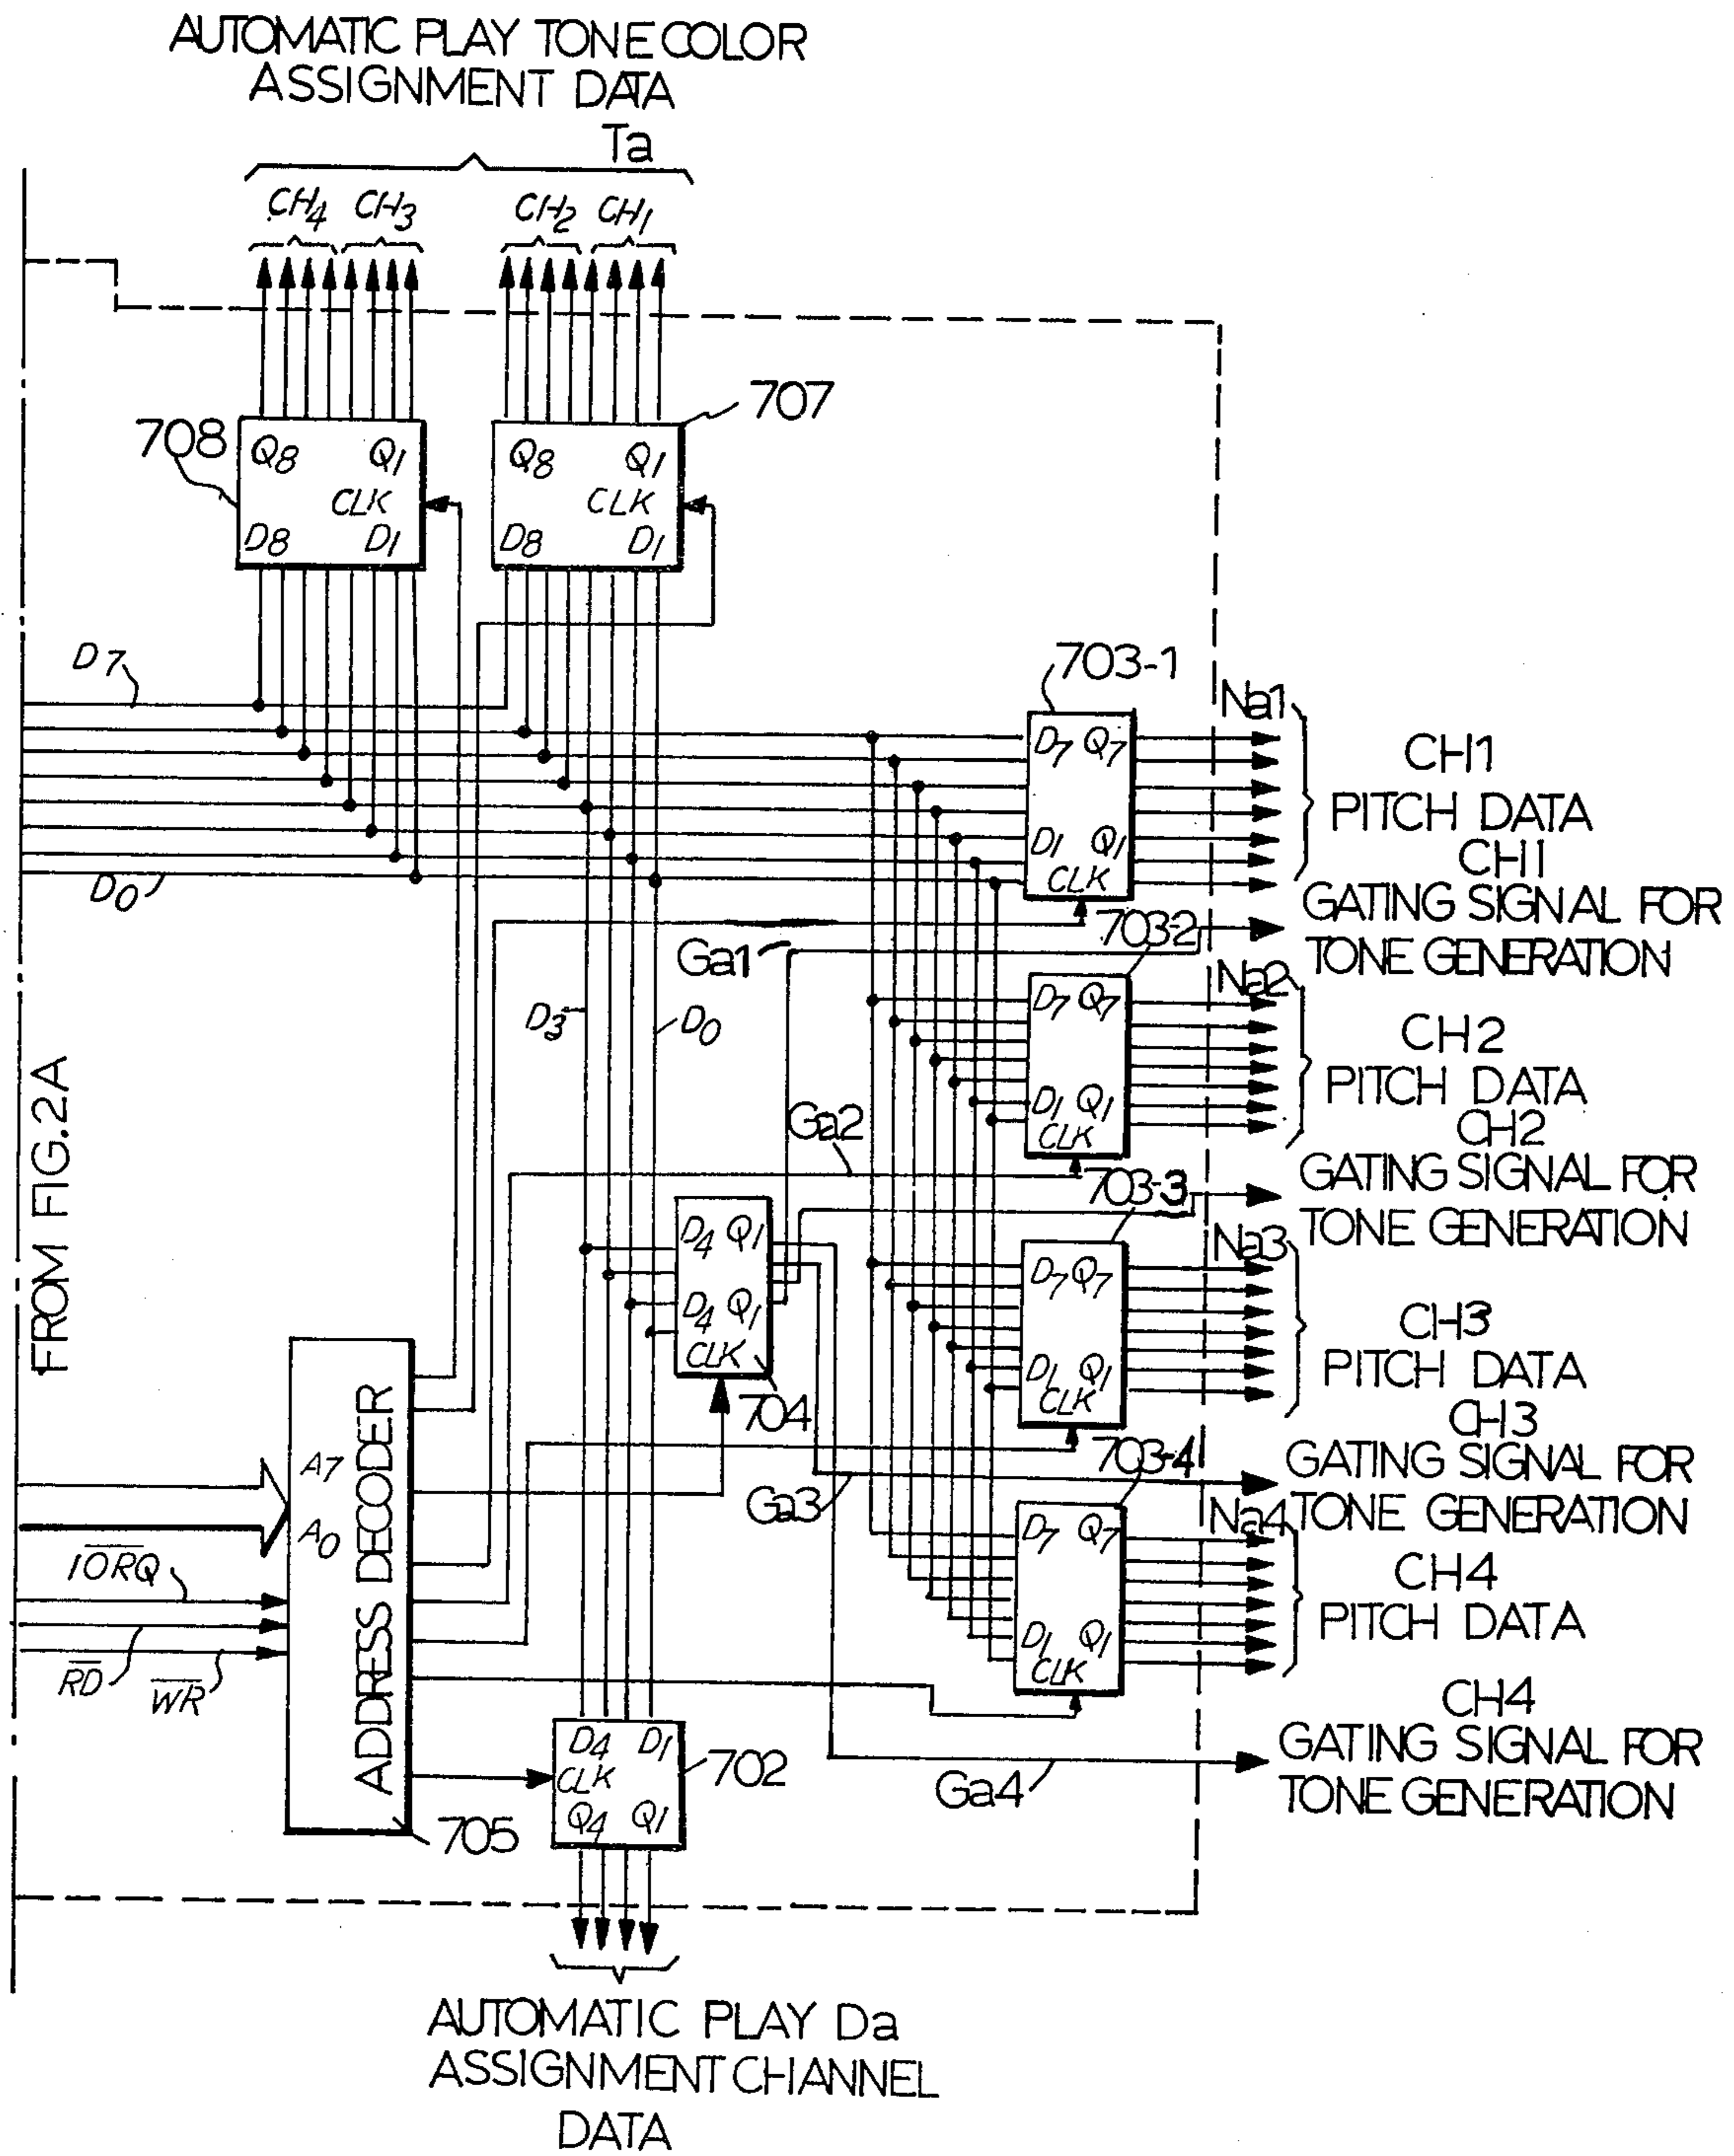 AUTOMATIC PLAY TONE COLOR
ASSIGNMENT DATA
Ta
CH4 CH3 CH2 CH1
708
Q8 Q1
CLK
D8 D1
707
Q8 Q1
CLK
D8 D1
D7
D0
703-1
D7 Q7
D1 Q1
CLK
Na1
CH1
PITCH DATA
CH1
GATING SIGNAL FOR
TONE GENERATION
Ga1
D3
D0
703-2
D7 Q7
D1 Q1
CLK
Na2
CH2
PITCH DATA
CH2
GATING SIGNAL FOR
TONE GENERATION
Ga2
FROM FIG.2A
D4 Q1
D4 Q1
CLK
704
703-3
D7 Q7
D1 Q1
CLK
Na3
CH3
PITCH DATA
CH3
GATING SIGNAL FOR
TONE GENERATION
Ga3
703-4
D7 Q7
D1 Q1
CLK
Na4
CH4
PITCH DATA
CH4
GATING SIGNAL FOR
TONE GENERATION
Ga4
A7
A0
ADDRESS DECODER
705
IORQ
RD
WR
D4 D1
CLK
Q4 Q1
702
AUTOMATIC PLAY Da
ASSIGNMENT CHANNEL
DATA